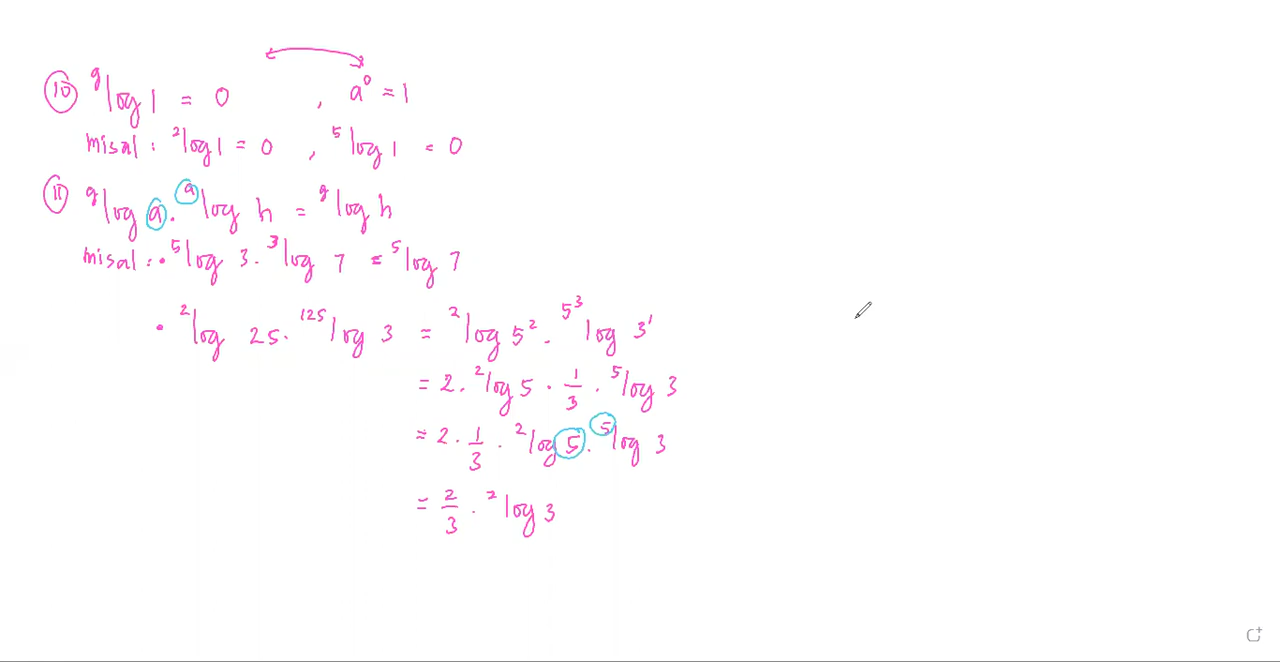 ⑩ ᵍlog 1 = 0 , a⁰ = 1
misal : ²log 1 = 0 , ⁵log 1 = 0
⑪ ᵍlog a . ᵃlog h = ᵍlog h
misal : • ⁵log 3 . ³log 7 = ⁵log 7
• ²log 25 . ¹²⁵log 3 = ²log 5² . 5³log 3¹
= 2 . ²log 5 . 1/3 . ⁵log 3
= 2 . 1/3 . ²log 5 . ⁵log 3
= 2/3 . ²log 3